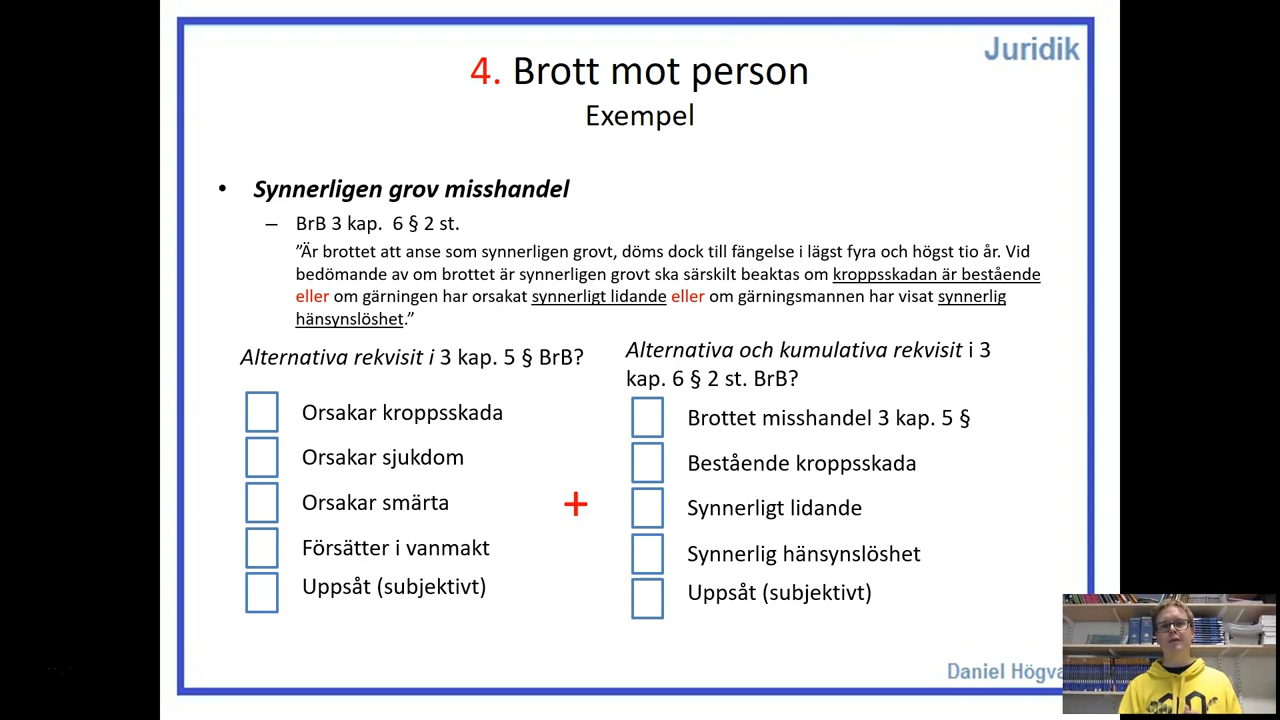 Juridik
4. Brott mot person
Exempel
• Synnerligen grov misshandel
– BrB 3 kap. 6 § 2 st.
”Är brottet att anse som synnerligen grovt, döms dock till fängelse i lägst fyra och högst tio år. Vid
bedömande av om brottet är synnerligen grovt ska särskilt beaktas om kroppsskadan är bestående
eller om gärningen har orsakat synnerligt lidande eller om gärningsmannen har visat synnerlig
hänsynslöshet.”
Alternativa rekvisit i 3 kap. 5 § BrB?
Orsakar kroppsskada
Orsakar sjukdom
Orsakar smärta
Försätter i vanmakt
Uppsåt (subjektivt)
+
Alternativa och kumulativa rekvisit i 3
kap. 6 § 2 st. BrB?
Brottet misshandel 3 kap. 5 §
Bestående kroppsskada
Synnerligt lidande
Synnerlig hänsynslöshet
Uppsåt (subjektivt)
Daniel